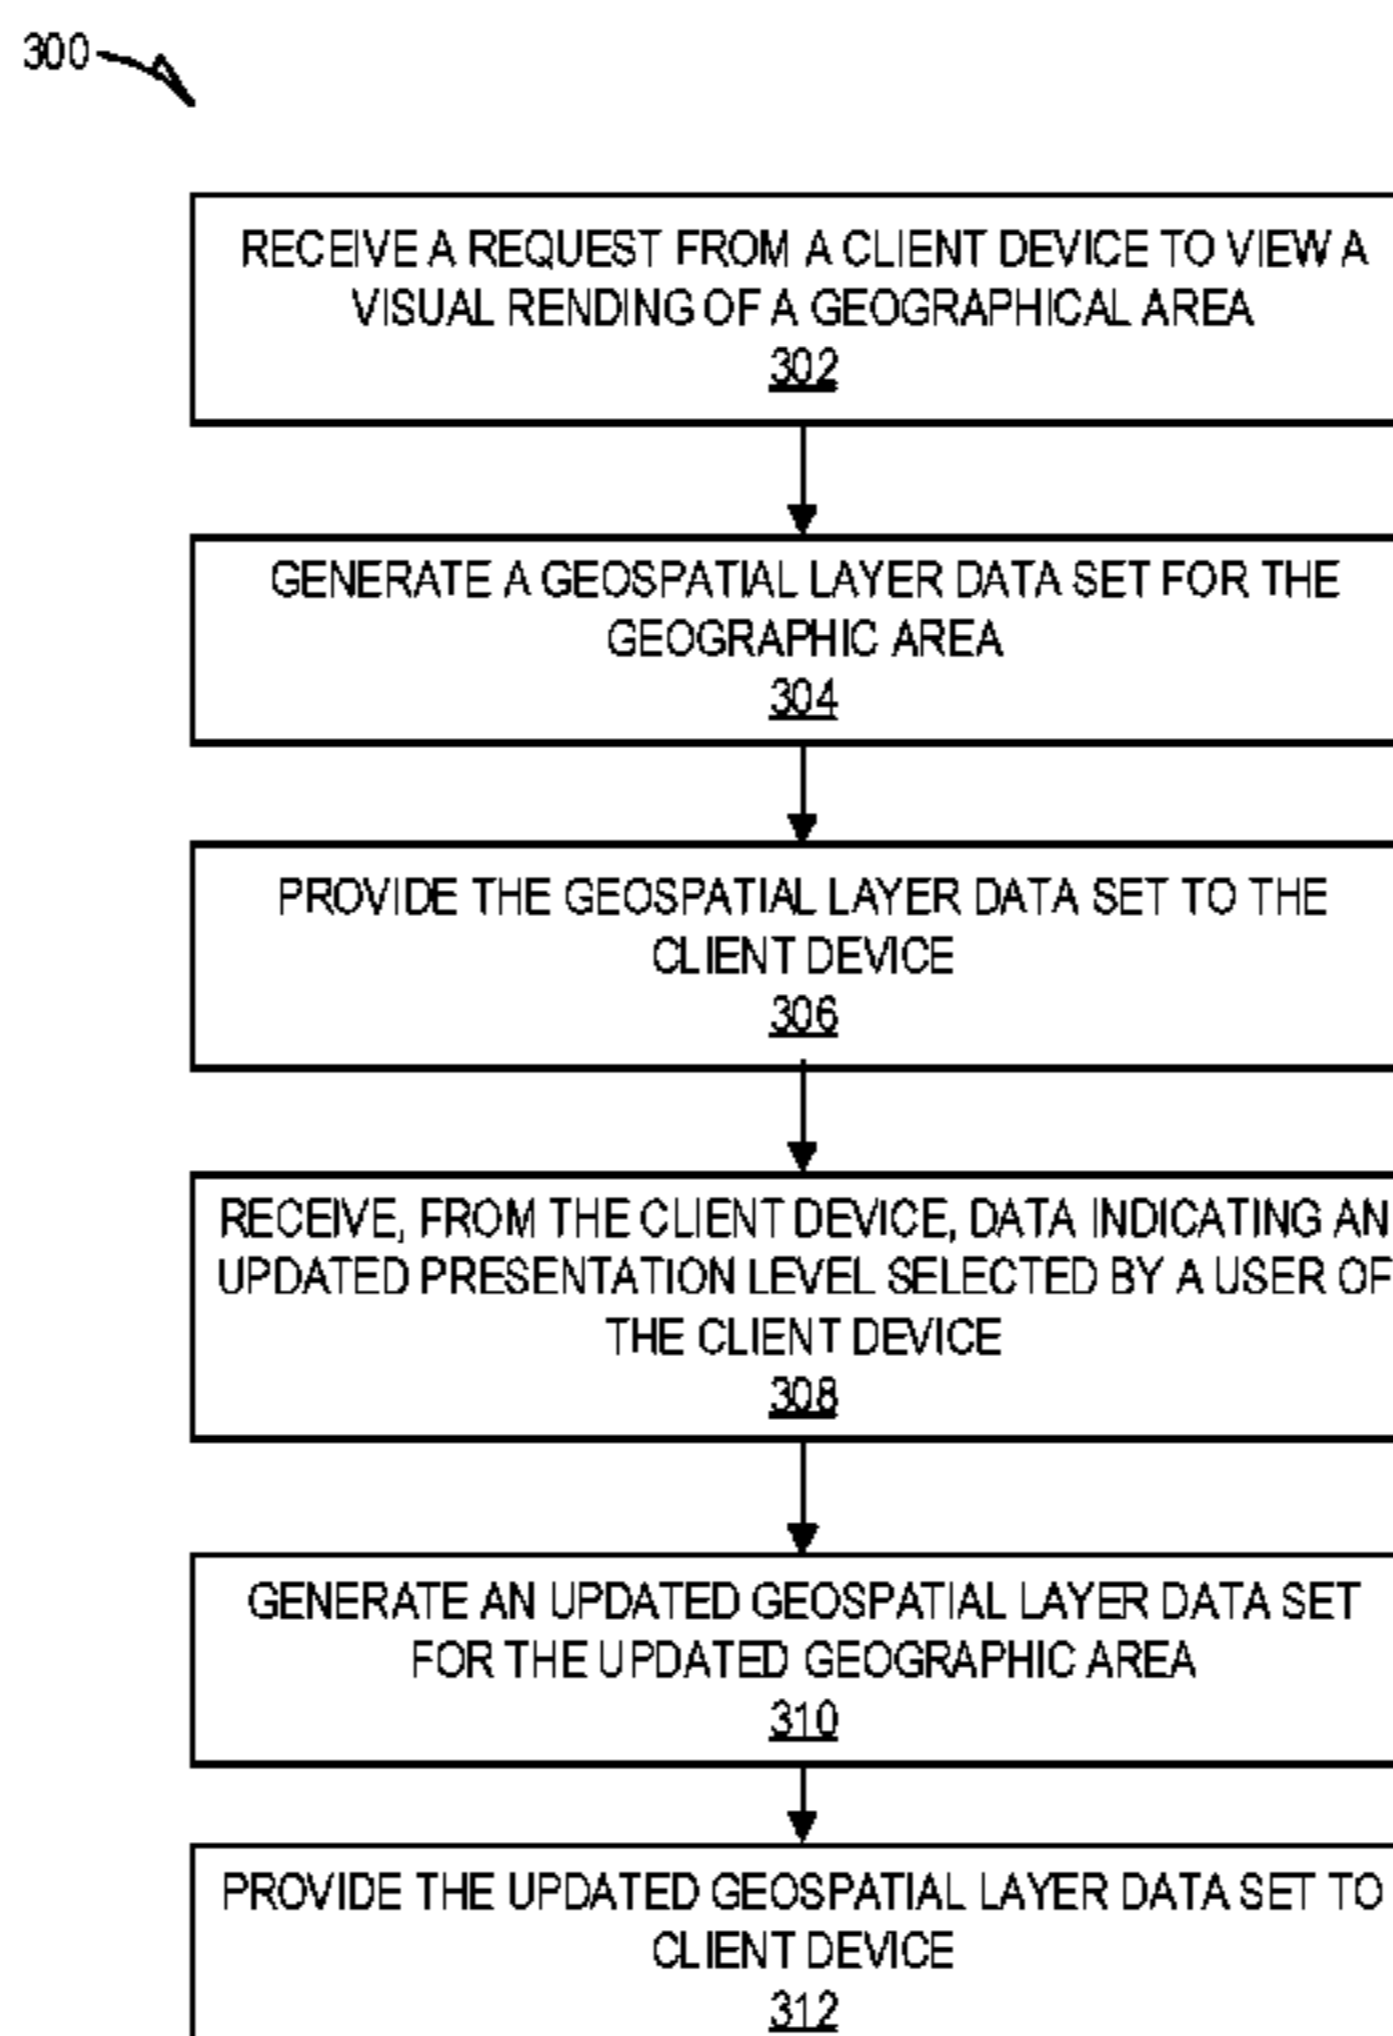 300
RECEIVE A REQUEST FROM A CLIENT DEVICE TO VIEW A
VISUAL RENDING OF A GEOGRAPHICAL AREA
302
GENERATE A GEOSPATIAL LAYER DATA SET FOR THE
GEOGRAPHIC AREA
304
PROVIDE THE GEOSPATIAL LAYER DATA SET TO THE
CLIENT DEVICE
306
RECEIVE, FROM THE CLIENT DEVICE, DATA INDICATING AN
UPDATED PRESENTATION LEVEL SELECTED BY A USER OF
THE CLIENT DEVICE
308
GENERATE AN UPDATED GEOSPATIAL LAYER DATA SET
FOR THE UPDATED GEOGRAPHIC AREA
310
PROVIDE THE UPDATED GEOSPATIAL LAYER DATA SET TO
CLIENT DEVICE
312